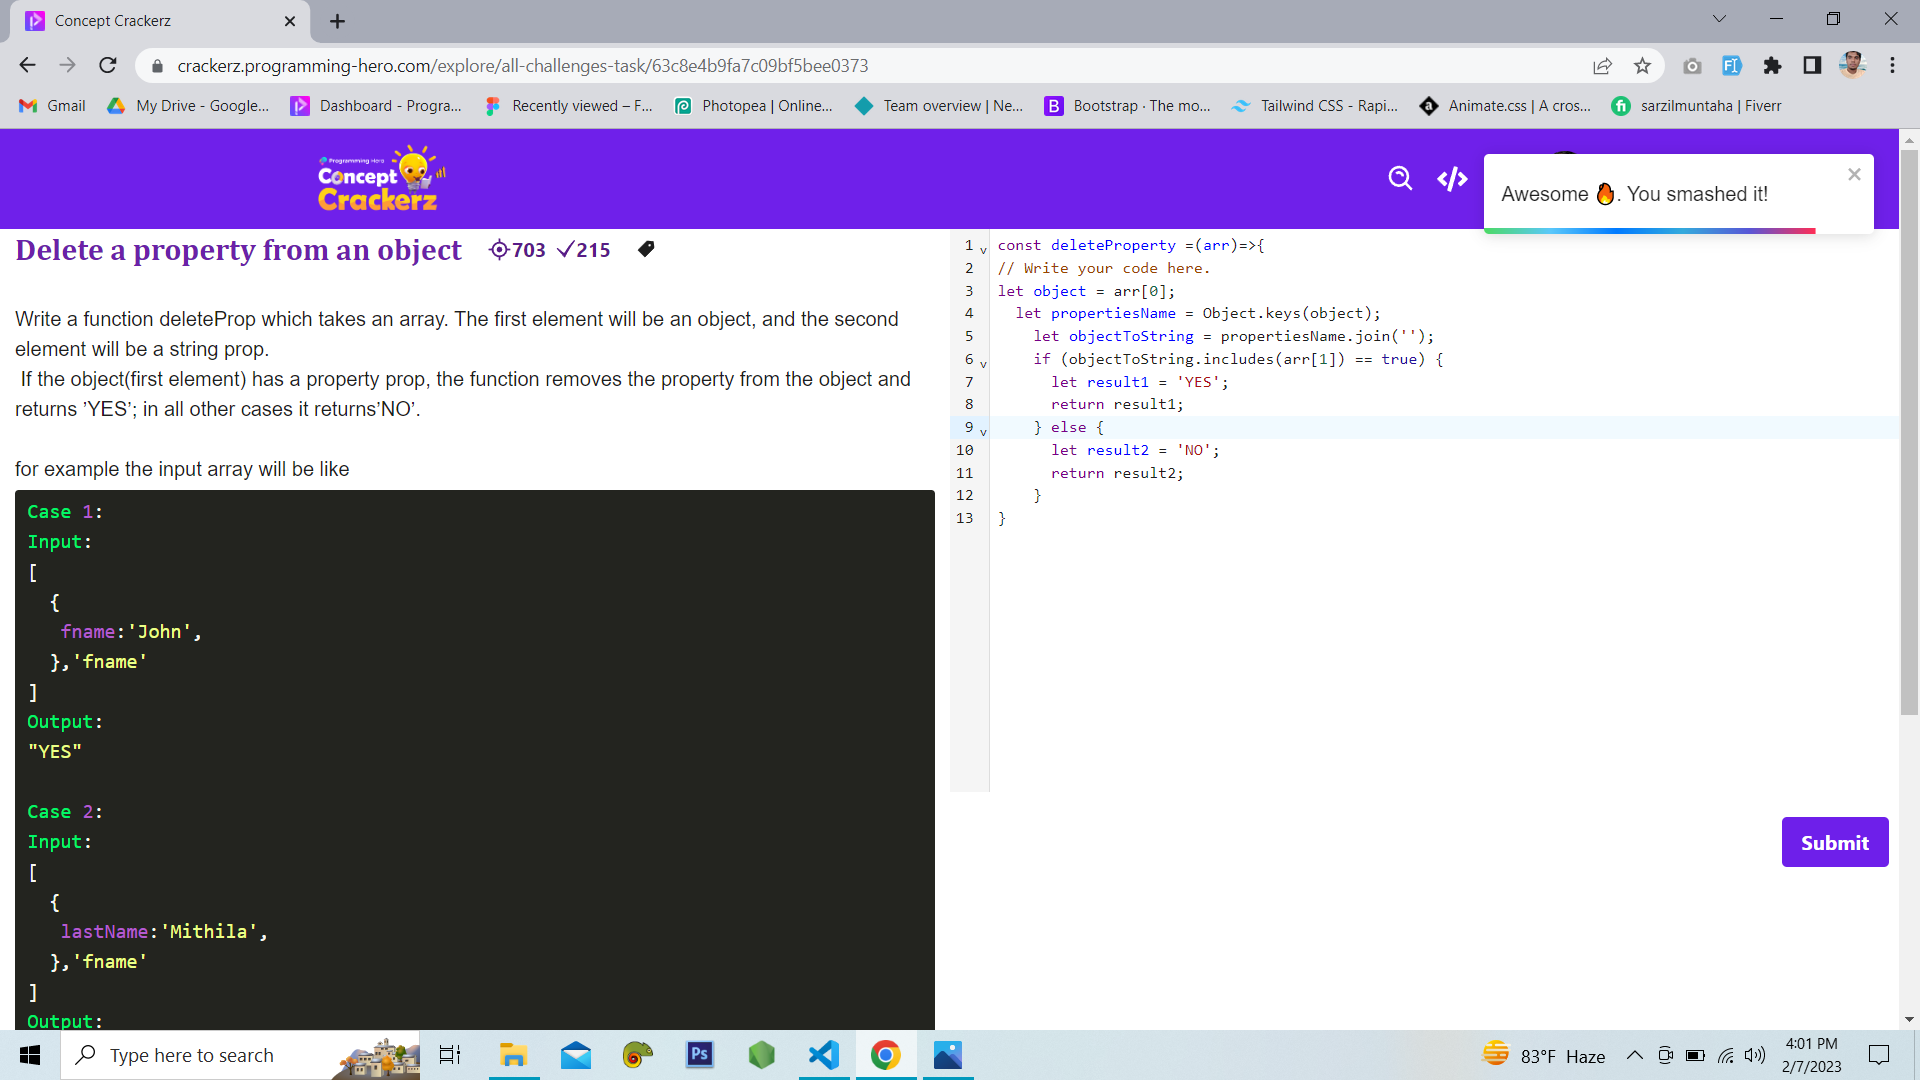 Concept Crackerz
crackerz.programming-hero.com/explore/all-challenges-task/63c8e4b9fa7c09bf5bee0373
Gmail My Drive - Google... Dashboard - Progra... Recently viewed – F... Photopea | Online... Team overview | Ne... Bootstrap · The mo... Tailwind CSS - Rapi... Animate.css | A cros... sarzilmuntaha | Fiverr
Programming Hero
Concept
Crackerz
Awesome 🔥. You smashed it!
Delete a property from an object 703 215
Write a function deleteProp which takes an array. The first element will be an object, and the second
element will be a string prop.
If the object(first element) has a property prop, the function removes the property from the object and
returns ’YES’; in all other cases it returns’NO’.
for example the input array will be like
Case 1:
Input:
[
{
fname:'John',
},'fname'
]
Output:
"YES"
Case 2:
Input:
[
{
lastName:'Mithila',
},'fname'
]
Output:
1 const deleteProperty =(arr)=>{
2 // Write your code here.
3 let object = arr[0];
4 let propertiesName = Object.keys(object);
5 let objectToString = propertiesName.join('');
6 if (objectToString.includes(arr[1]) == true) {
7 let result1 = 'YES';
8 return result1;
9 } else {
10 let result2 = 'NO';
11 return result2;
12 }
13 }
Submit
Type here to search
Ps
83°F Haze
4:01 PM
2/7/2023